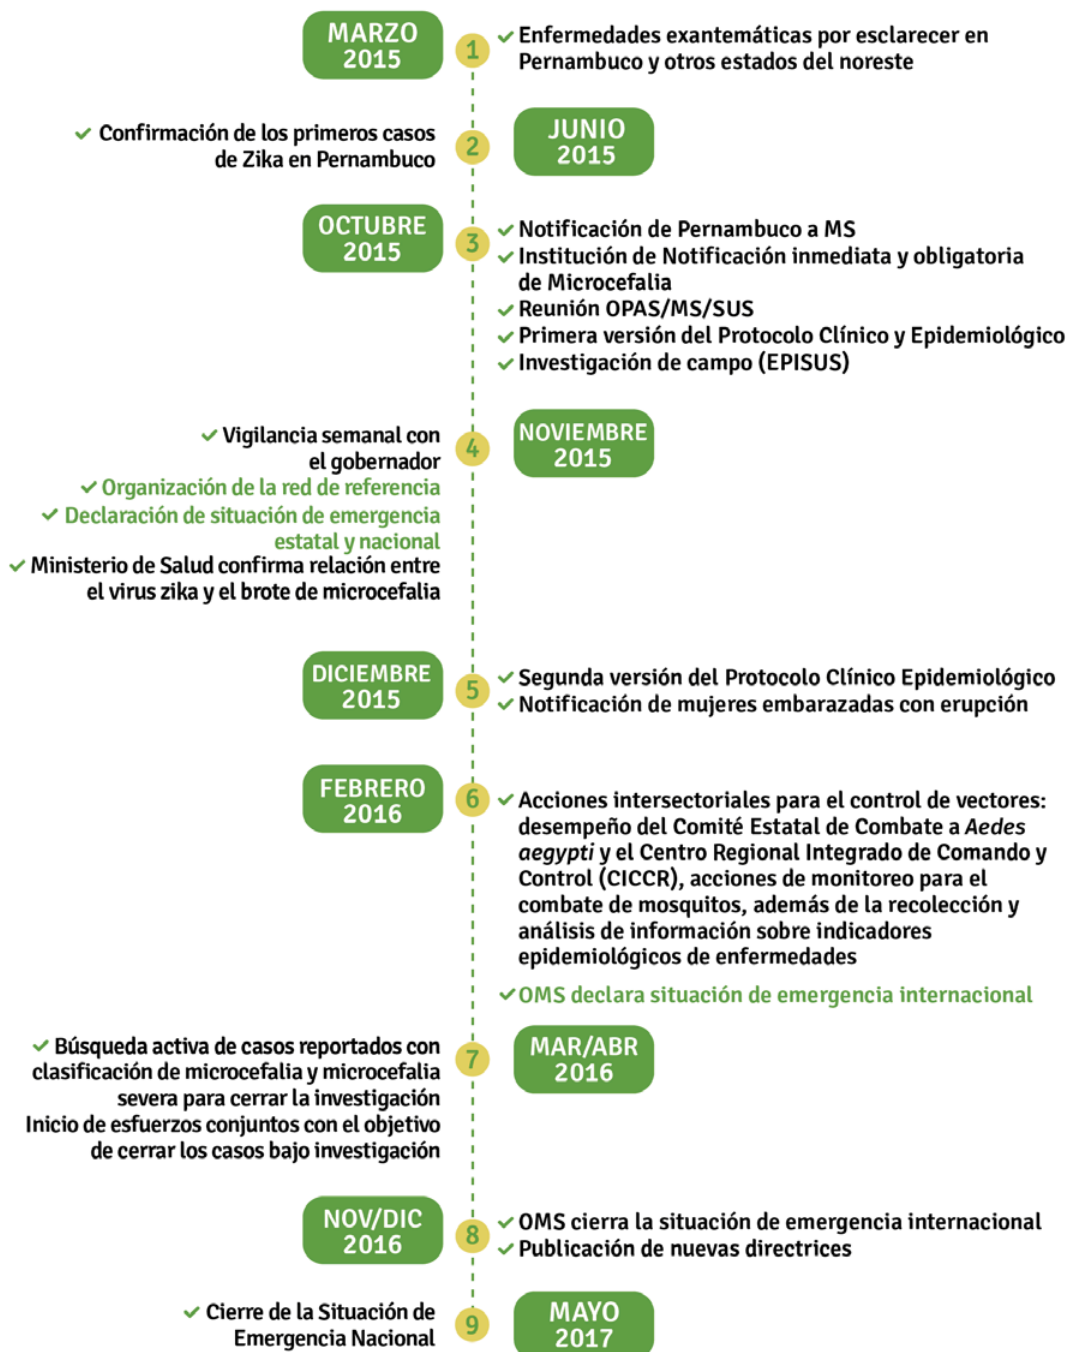 MARZO
2015
1
✓ Enfermedades exantemáticas por esclarecer en
Pernambuco y otros estados del noreste
✓ Confirmación de los primeros casos
de Zika en Pernambuco
2
JUNIO
2015
OCTUBRE
2015
3
✓ Notificación de Pernambuco a MS
✓ Institución de Notificación inmediata y obligatoria
de Microcefalia
✓ Reunión OPAS/MS/SUS
✓ Primera versión del Protocolo Clínico y Epidemiológico
✓ Investigación de campo (EPISUS)
✓ Vigilancia semanal con
el gobernador
✓ Organización de la red de referencia
✓ Declaración de situación de emergencia
estatal y nacional
✓ Ministerio de Salud confirma relación entre
el virus zika y el brote de microcefalia
4
NOVIEMBRE
2015
DICIEMBRE
2015
5
✓ Segunda versión del Protocolo Clínico Epidemiológico
✓ Notificación de mujeres embarazadas con erupción
FEBRERO
2016
6
✓ Acciones intersectoriales para el control de vectores:
desempeño del Comité Estatal de Combate a Aedes
aegypti y el Centro Regional Integrado de Comando y
Control (CICCR), acciones de monitoreo para el
combate de mosquitos, además de la recolección y
análisis de información sobre indicadores
epidemiológicos de enfermedades
✓ OMS declara situación de emergencia internacional
✓ Búsqueda activa de casos reportados con
clasificación de microcefalia y microcefalia
severa para cerrar la investigación
Inicio de esfuerzos conjuntos con el objetivo
de cerrar los casos bajo investigación
7
MAR/ABR
2016
NOV/DIC
2016
8
✓ OMS cierra la situación de emergencia internacional
✓ Publicación de nuevas directrices
✓ Cierre de la Situación de
Emergencia Nacional
9
MAYO
2017